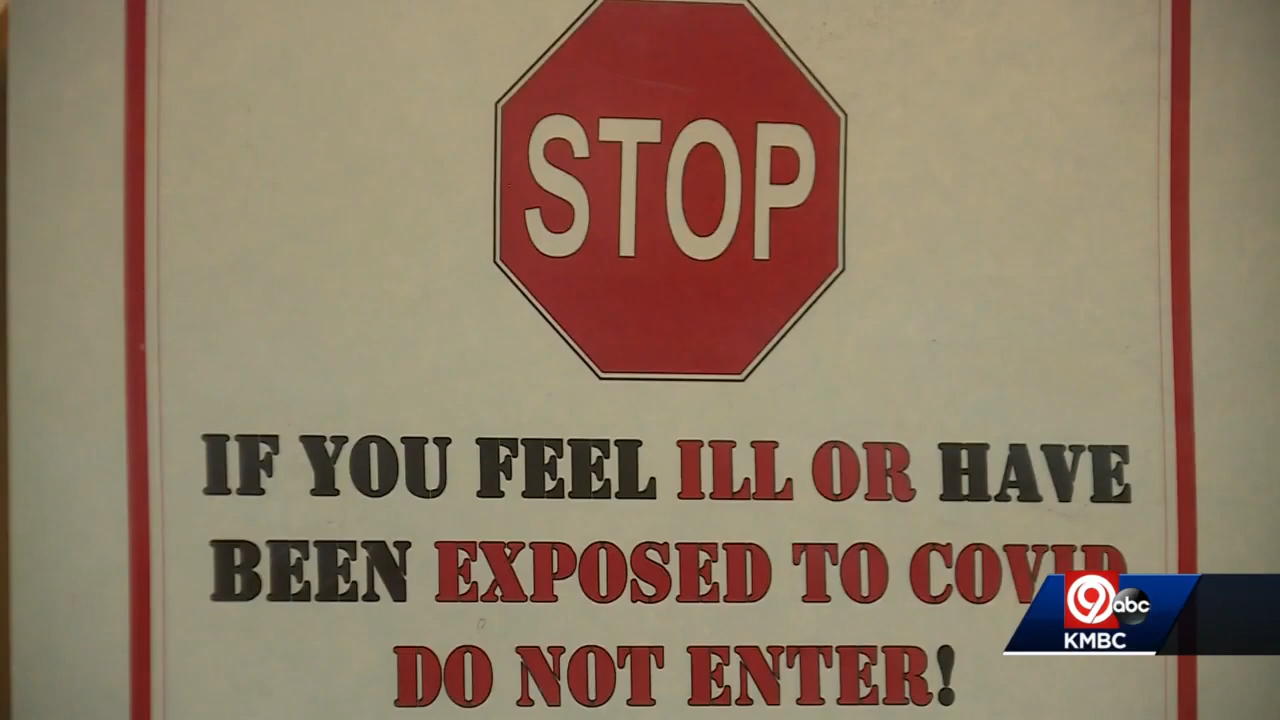 STOP
IF YOU FEEL ILL OR HAVE
BEEN EXPOSED TO COVID
DO NOT ENTER!
9 abc
KMBC